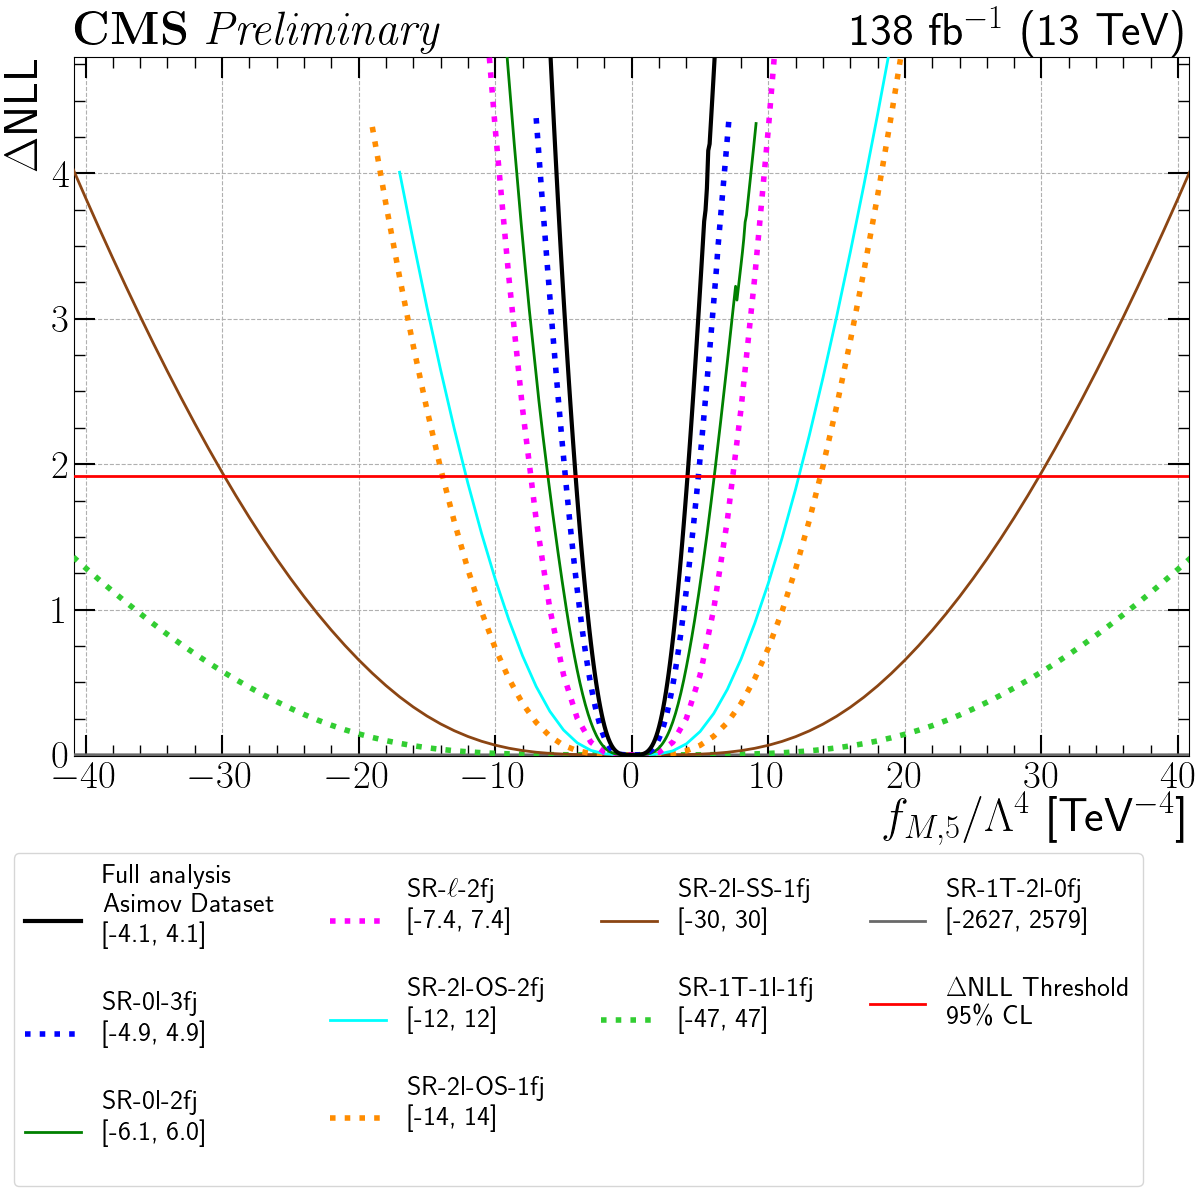 CMS Preliminary 138 fb⁻¹ (13 TeV)
ΔNLL
4
3
2
1
0
−40 −30 −20 −10 0 10 20 30 40
f_{M,5}/Λ⁴ [TeV⁻⁴]
Full analysis
Asimov Dataset
[-4.1, 4.1]
SR-0l-3fj
[-4.9, 4.9]
SR-0l-2fj
[-6.1, 6.0]
SR-ℓ-2fj
[-7.4, 7.4]
SR-2l-OS-2fj
[-12, 12]
SR-2l-OS-1fj
[-14, 14]
SR-2l-SS-1fj
[-30, 30]
SR-1T-1l-1fj
[-47, 47]
SR-1T-2l-0fj
[-2627, 2579]
ΔNLL Threshold
95% CL